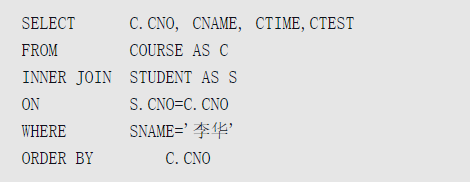 SELECT C.CNO, CNAME, CTIME,CTEST
FROM COURSE AS C
INNER JOIN STUDENT AS S
ON S.CNO=C.CNO
WHERE SNAME='李华'
ORDER BY C.CNO